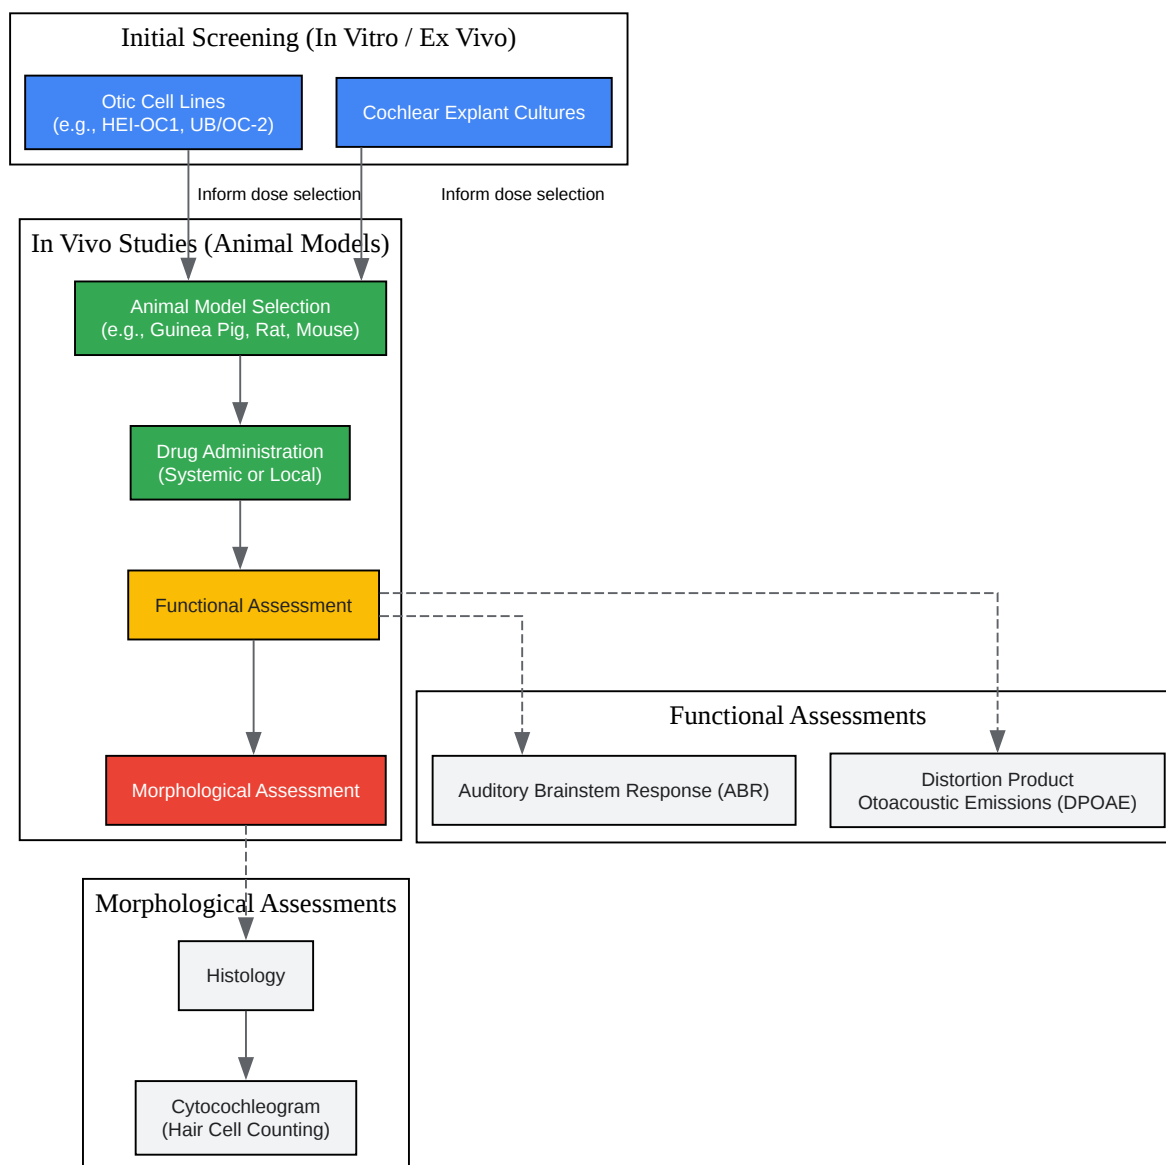 Initial Screening (In Vitro / Ex Vivo)
Otic Cell Lines
(e.g., HEI-OC1, UB/OC-2)
Cochlear Explant Cultures
Inform dose selection
Inform dose selection
In Vivo Studies (Animal Models)
Animal Model Selection
(e.g., Guinea Pig, Rat, Mouse)
Drug Administration
(Systemic or Local)
Functional Assessment
Functional Assessments
Morphological Assessment
Auditory Brainstem Response (ABR)
Distortion Product
Otoacoustic Emissions (DPOAE)
Morphological Assessments
Histology
Cytocochleogram
(Hair Cell Counting)